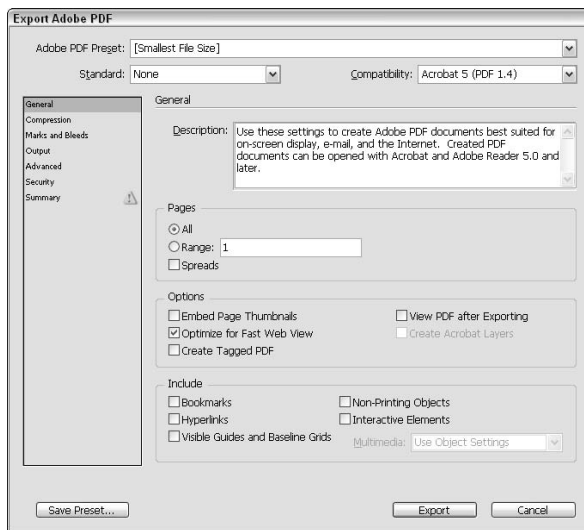 Export Adobe PDF
Adobe PDF Preset: [Smallest File Size]
Standard: None
Compatibility: Acrobat 5 (PDF 1.4)
General
Compression
Marks and Bleeds
Output
Advanced
Security
Summary
General
Description: Use these settings to create Adobe PDF documents best suited for
on-screen display, e-mail, and the Internet. Created PDF
documents can be opened with Acrobat and Adobe Reader 5.0 and
later.
Pages
All
Range: 1
Spreads
Options
Embed Page Thumbnails
Optimize for Fast Web View
Create Tagged PDF
View PDF after Exporting
Create Acrobat Layers
Include
Bookmarks
Hyperlinks
Visible Guides and Baseline Grids
Non-Printing Objects
Interactive Elements
Multimedia: Use Object Settings
Save Preset...
Export
Cancel